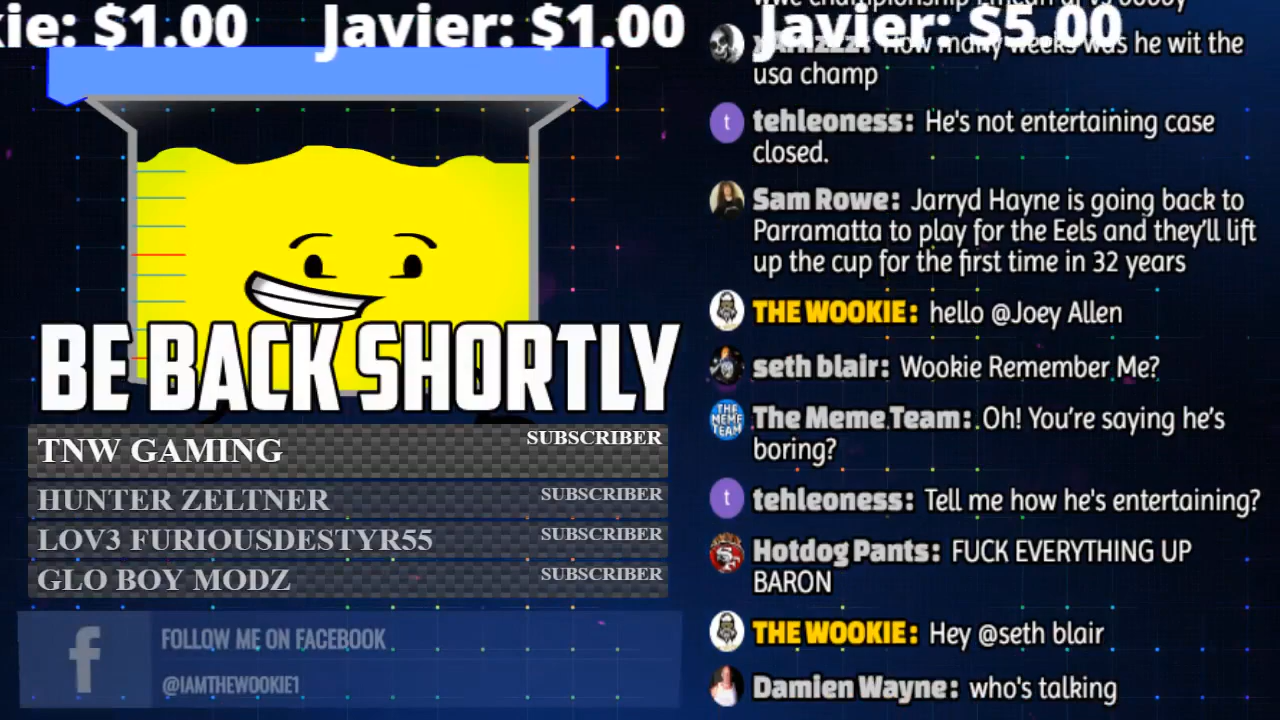 kie: $1.00 Javier: $1.00 Javier: $5.00
How many weeks was he wit the
usa champ
tehleoness: He's not entertaining case
closed.
Sam Rowe: Jarryd Hayne is going back to
Parramatta to play for the Eels and they'll lift
up the cup for the first time in 32 years
THE WOOKIE: hello @Joey Allen
seth blair: Wookie Remember Me?
The Meme Team: Oh! You're saying he's
boring?
tehleoness: Tell me how he's entertaining?
Hotdog Pants: FUCK EVERYTHING UP
BARON
THE WOOKIE: Hey @seth blair
Damien Wayne: who's talking
BE BACK SHORTLY
TNW GAMING SUBSCRIBER
HUNTER ZELTNER SUBSCRIBER
LOV3 FURIOUSDESTYR55 SUBSCRIBER
GLO BOY MODZ SUBSCRIBER
f
FOLLOW ME ON FACEBOOK
@IAMTHEWOOKIE1
t
t
THE
MEME
TEAM